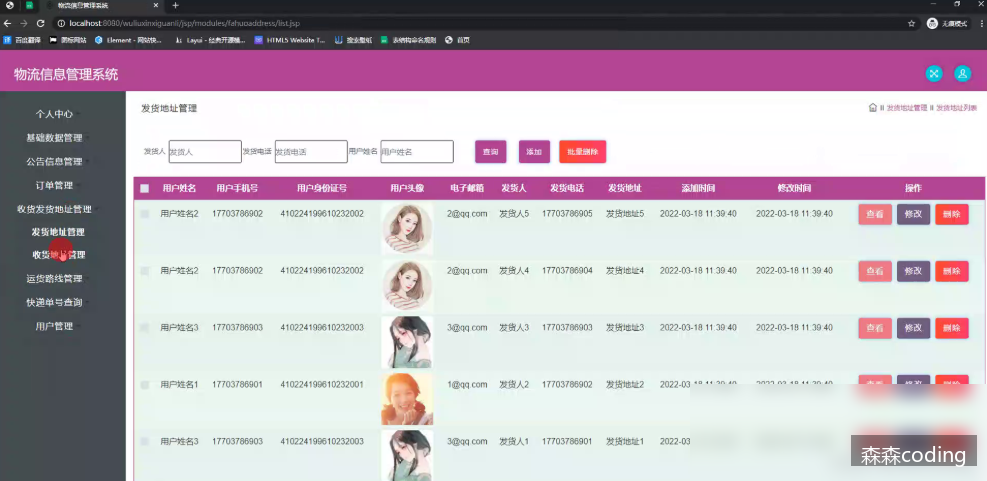 物流信息管理系统
localhost:8080/wuliuxinxiguanli/jsp/modules/fahuoaddress/list.jsp
无痕模式
百度翻译 图标网站 Element - 网站快... Layui - 经典开源模... HTML5 Website T... 搜索壁纸 表结构命名规则 首页
物流信息管理系统
个人中心
基础数据管理
公告信息管理
订单管理
收货发货地址管理
发货地址管理
收货地址管理
运货路线管理
快递单号查询
用户管理
发货地址管理
发货地址管理 发货地址列表
发货人 发货人 发货电话 发货电话 用户姓名 用户姓名 查询 添加 批量删除
用户姓名 用户手机号 用户身份证号 用户头像 电子邮箱 发货人 发货电话 发货地址 添加时间 修改时间 操作
用户姓名2 17703786902 410224199610232002 2@qq.com 发货人5 17703786905 发货地址5 2022-03-18 11:39:40 2022-03-18 11:39:40 查看 修改 删除
用户姓名2 17703786902 410224199610232002 2@qq.com 发货人4 17703786904 发货地址4 2022-03-18 11:39:40 2022-03-18 11:39:40 查看 修改 删除
用户姓名3 17703786903 410224199610232003 3@qq.com 发货人3 17703786903 发货地址3 2022-03-18 11:39:40 2022-03-18 11:39:40 查看 修改 删除
用户姓名1 17703786901 410224199610232001 1@qq.com 发货人2 17703786902 发货地址2 2022-03-18 11:39:40 2022-03-18 11:39:40
用户姓名3 17703786903 410224199610232003 3@qq.com 发货人1 17703786901 发货地址1 2022-03
森森coding